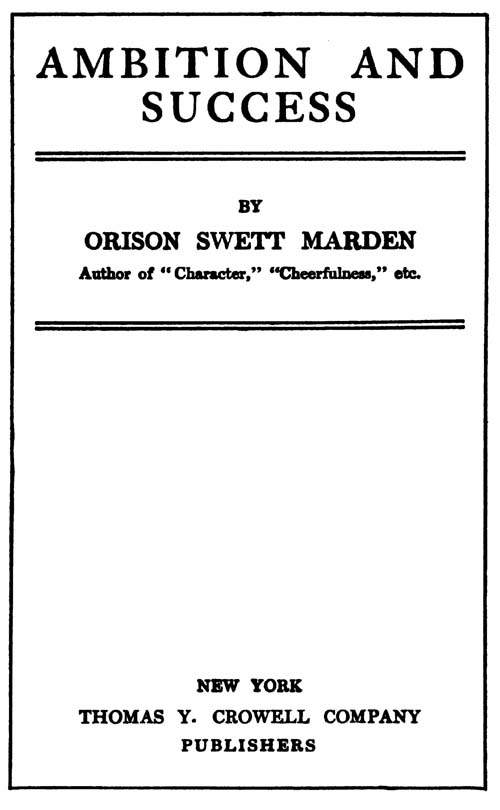 AMBITION AND
SUCCESS
BY
ORISON SWETT MARDEN
Author of "Character," "Cheerfulness," etc.
NEW YORK
THOMAS Y. CROWELL COMPANY
PUBLISHERS